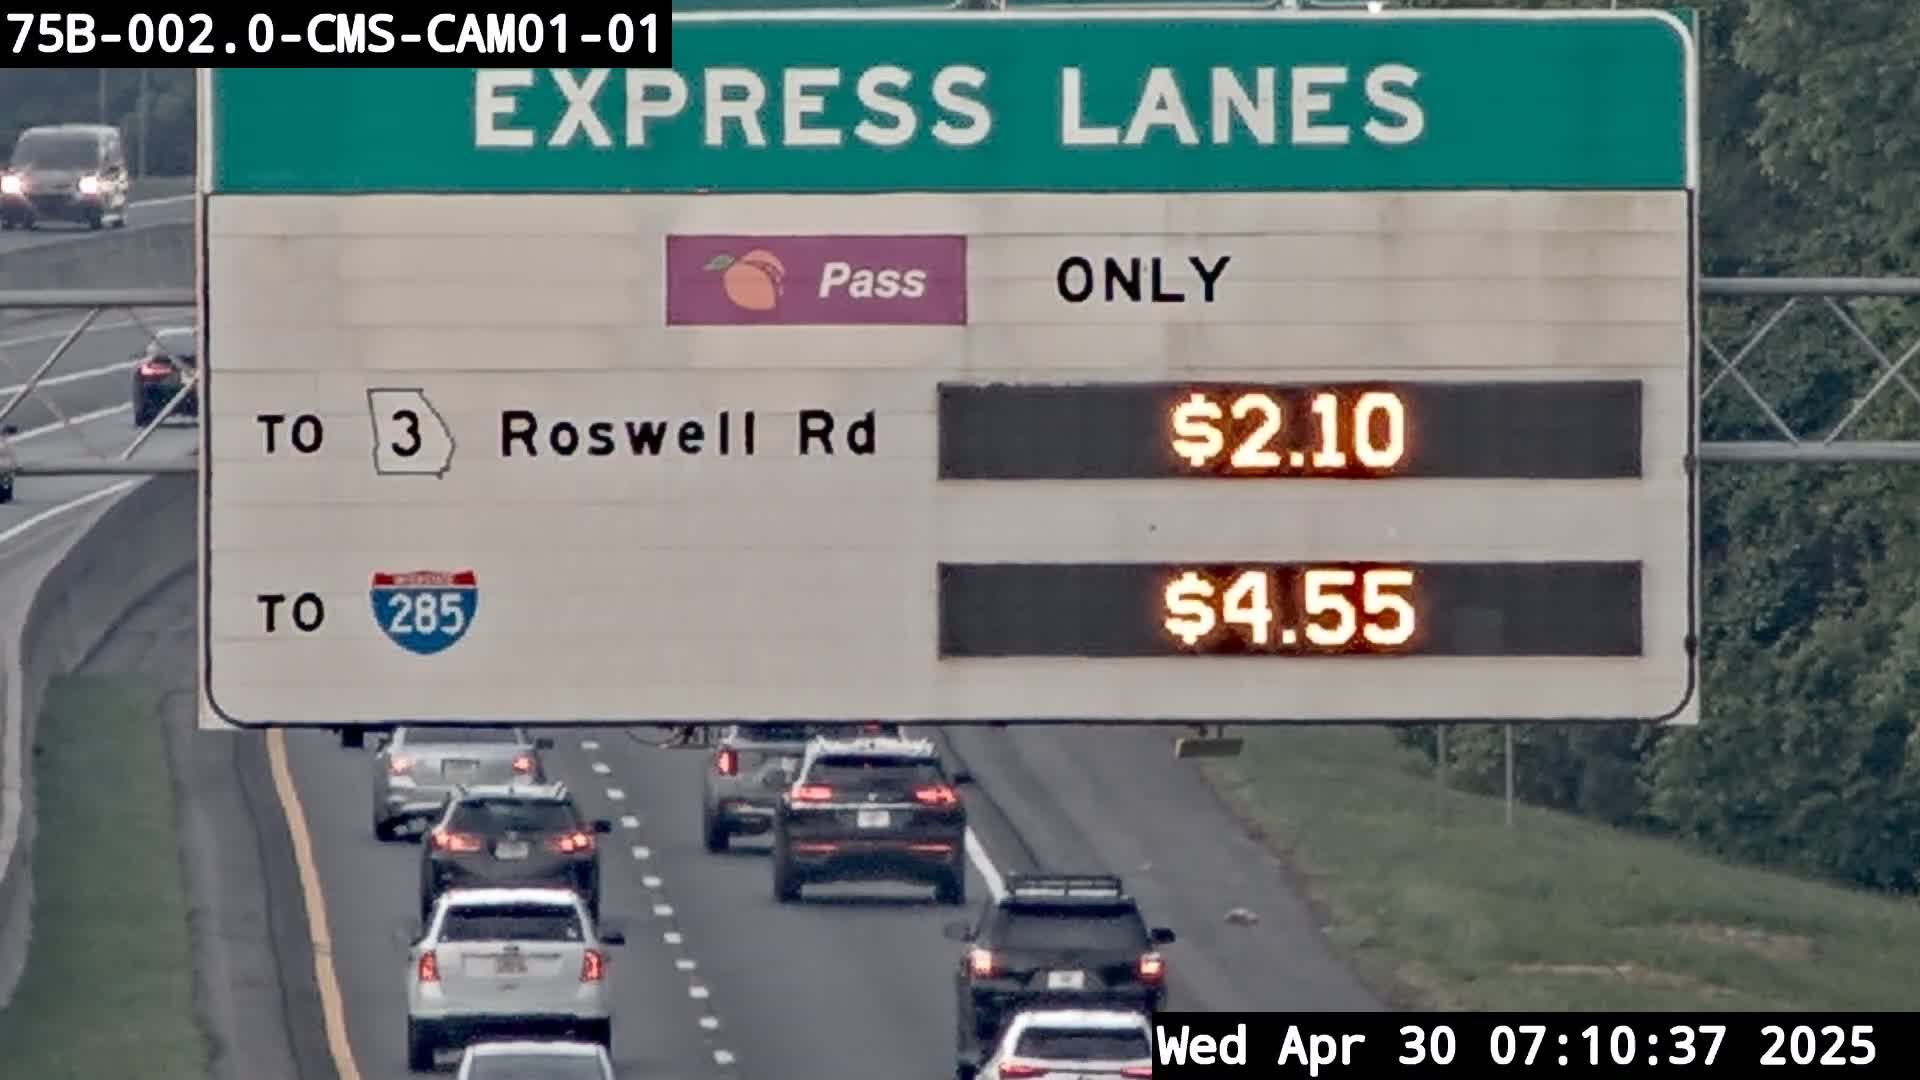 75B-002.0-CMS-CAM01-01
EXPRESS LANES
Pass ONLY
TO 3 Roswell Rd $2.10
TO INTERSTATE 285 $4.55
Wed Apr 30 07:10:37 2025